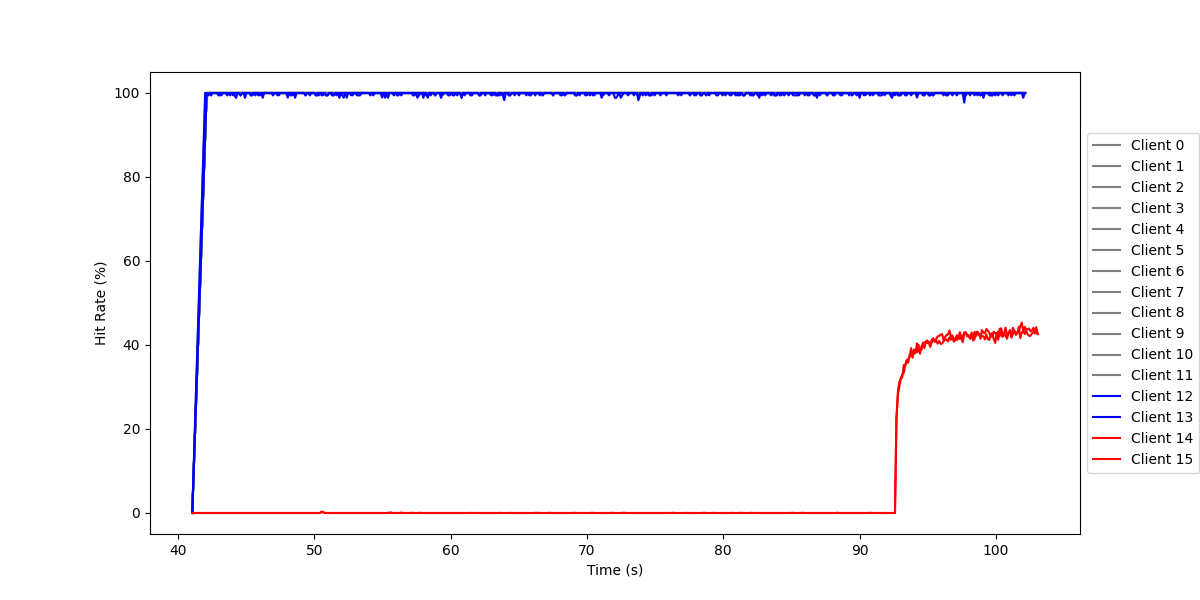 100
80
60
40
20
0
Hit Rate (%)
40 50 60 70 80 90 100
Time (s)
Client 0
Client 1
Client 2
Client 3
Client 4
Client 5
Client 6
Client 7
Client 8
Client 9
Client 10
Client 11
Client 12
Client 13
Client 14
Client 15